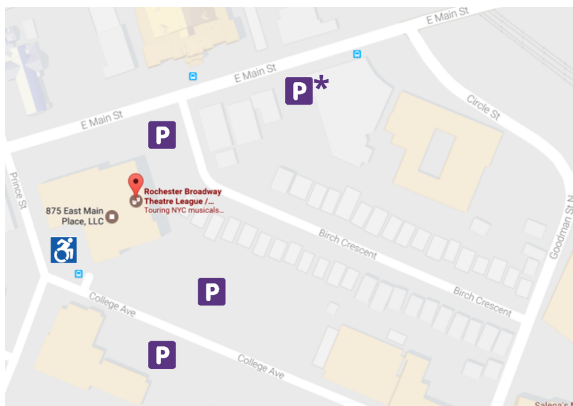 E Main St
E Main St
P*
Circle St
E Main St
P
Prince St
Rochester Broadway
Theatre League /...
Touring NYC musicals...
875 East Main
Place, LLC
Goodman St N
Birch Crescent
P
Birch Crescent
College Ave
P
College Ave